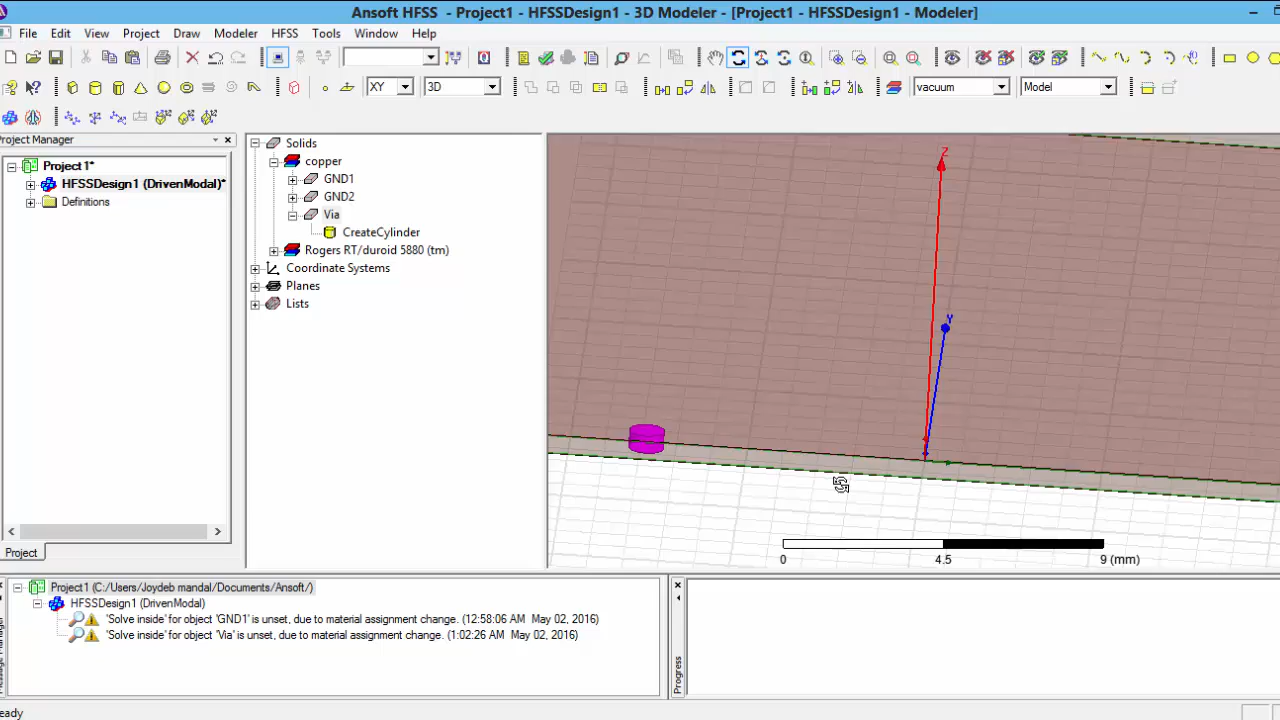 Ansoft HFSS - Project1 - HFSSDesign1 - 3D Modeler - [Project1 - HFSSDesign1 - Modeler]
File Edit View Project Draw Modeler HFSS Tools Window Help
XY 3D vacuum Model
Project Manager
Project1*
HFSSDesign1 (DrivenModal)*
Definitions
Project
Solids
copper
GND1
GND2
Via
CreateCylinder
Rogers RT/duroid 5880 (tm)
Coordinate Systems
Planes
Lists
Z
Y
0 4.5 9 (mm)
Project1 (C:/Users/Joydeb mandal/Documents/Ansoft/)
HFSSDesign1 (DrivenModal)
'Solve inside' for object 'GND1' is unset, due to material assignment change. (12:58:06 AM May 02, 2016)
'Solve inside' for object 'Via' is unset, due to material assignment change. (1:02:26 AM May 02, 2016)
Progress
eady